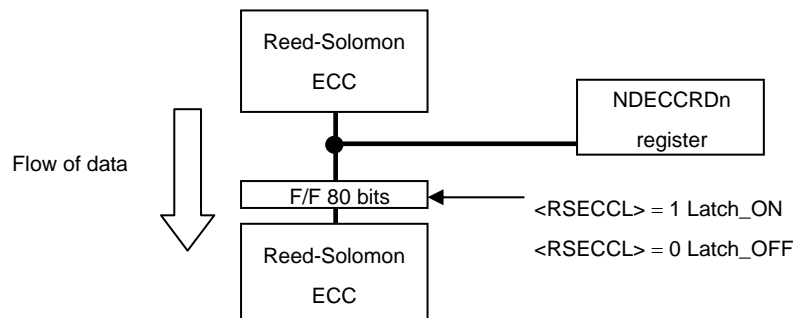 Reed-Solomon
ECC
NDECCRDn
register
Flow of data
F/F 80 bits
<RSECCL> = 1 Latch_ON
<RSECCL> = 0 Latch_OFF
Reed-Solomon
ECC